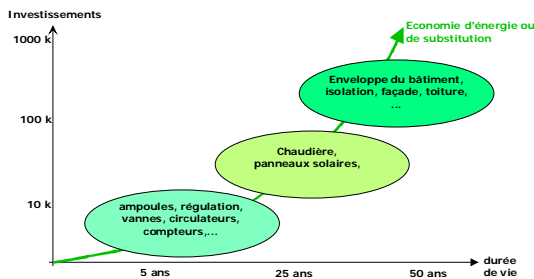 Investissements
Economie d'énergie ou
de substitution
1000 k
Enveloppe du bâtiment,
isolation, façade, toiture,
...
100 k
Chaudière,
panneaux solaires,
10 k
ampoules, régulation,
vannes, circulateurs,
compteurs,...
5 ans
25 ans
50 ans
durée
de vie